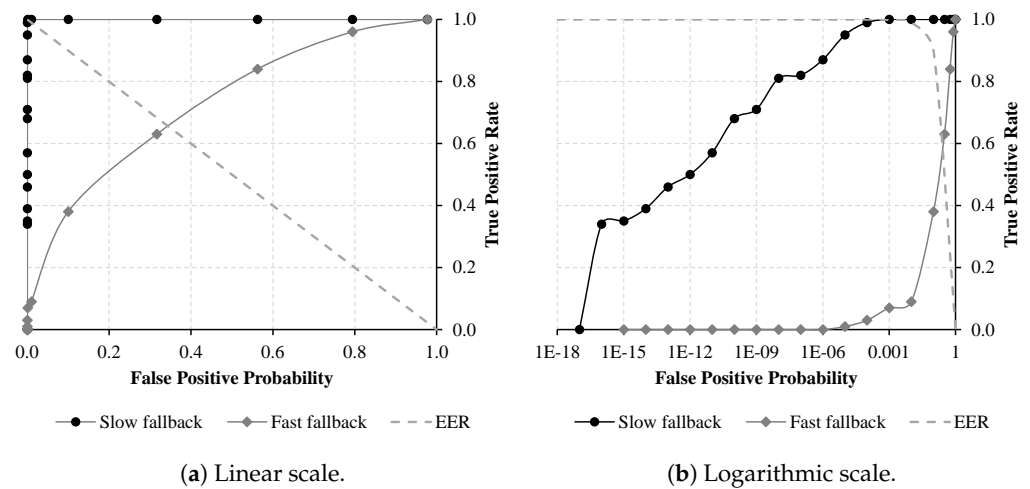 1.0
0.8
0.6
0.4
0.2
0.0
True Positive Rate
0.0 0.2 0.4 0.6 0.8 1.0
False Positive Probability
Slow fallback Fast fallback EER
(a) Linear scale.
1.0
0.8
0.6
0.4
0.2
0.0
True Positive Rate
1E-18 1E-15 1E-12 1E-09 1E-06 0.001 1
False Positive Probability
Slow fallback Fast fallback EER
(b) Logarithmic scale.